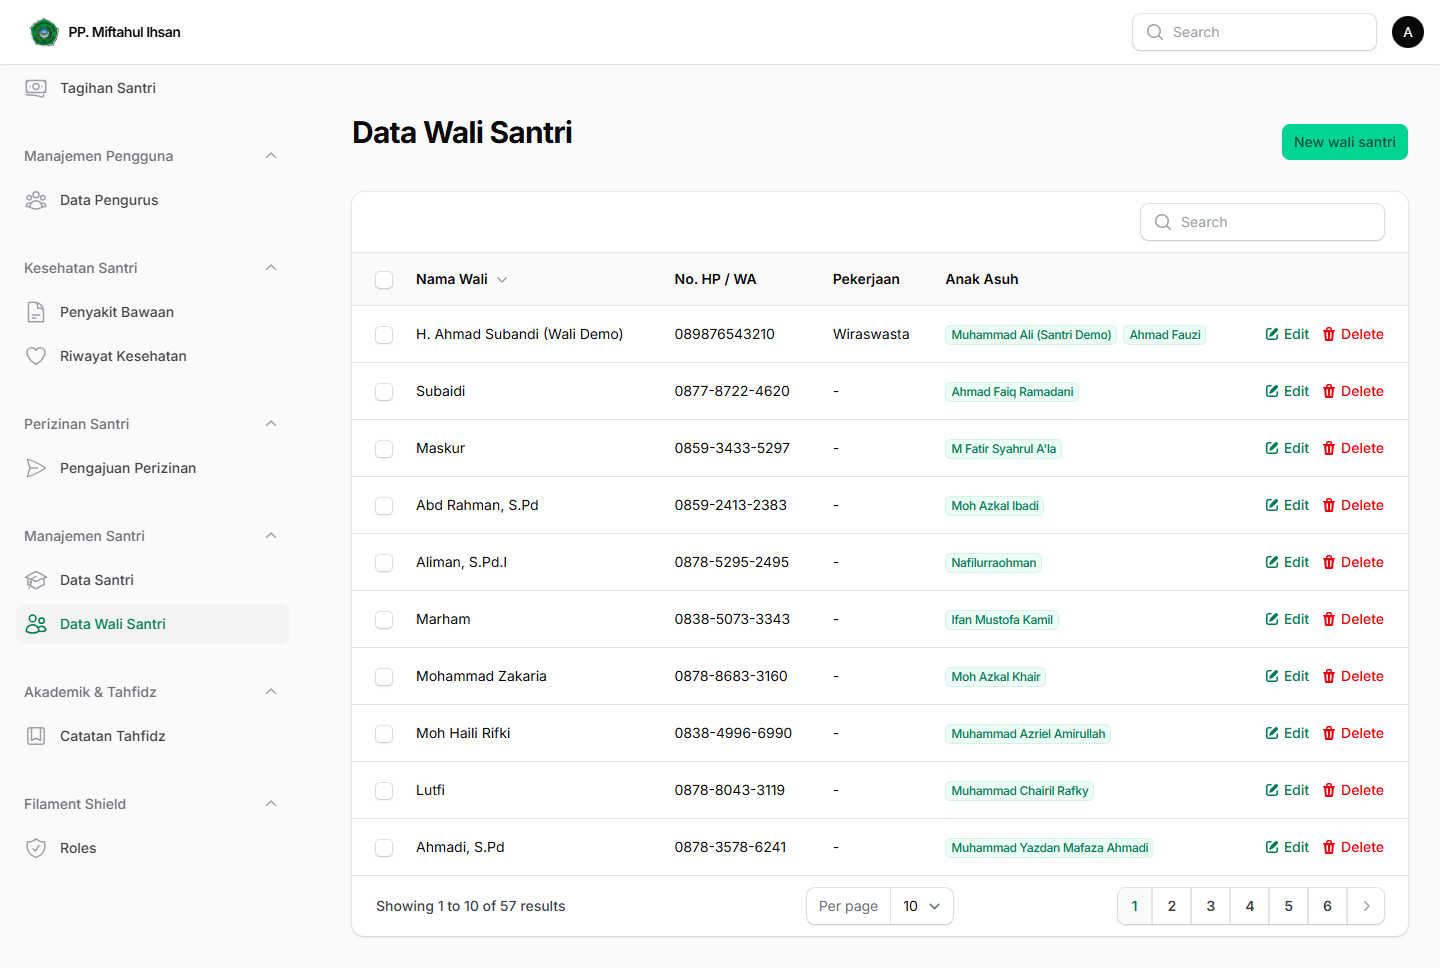 PP. Miftahul Ihsan
Search
A
Tagihan Santri
Manajemen Pengguna
Data Pengurus
Kesehatan Santri
Penyakit Bawaan
Riwayat Kesehatan
Perizinan Santri
Pengajuan Perizinan
Manajemen Santri
Data Santri
Data Wali Santri
Akademik & Tahfidz
Catatan Tahfidz
Filament Shield
Roles
Data Wali Santri
New wali santri
Search
Nama Wali No. HP / WA Pekerjaan Anak Asuh
H. Ahmad Subandi (Wali Demo) 089876543210 Wiraswasta Muhammad Ali (Santri Demo) Ahmad Fauzi Edit Delete
Subaidi 0877-8722-4620 - Ahmad Faiq Ramadani Edit Delete
Maskur 0859-3433-5297 - M Fatir Syahrul A'la Edit Delete
Abd Rahman, S.Pd 0859-2413-2383 - Moh Azkal Ibadi Edit Delete
Aliman, S.Pd.I 0878-5295-2495 - Nafilurraohman Edit Delete
Marham 0838-5073-3343 - Ifan Mustofa Kamil Edit Delete
Mohammad Zakaria 0878-8683-3160 - Moh Azkal Khair Edit Delete
Moh Haili Rifki 0838-4996-6990 - Muhammad Azriel Amirullah Edit Delete
Lutfi 0878-8043-3119 - Muhammad Chairil Rafky Edit Delete
Ahmadi, S.Pd 0878-3578-6241 - Muhammad Yazdan Mafaza Ahmadi Edit Delete
Showing 1 to 10 of 57 results Per page 10 1 2 3 4 5 6